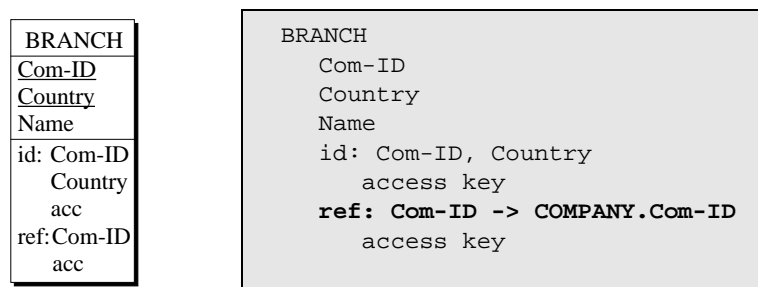 BRANCH
Com-ID
Country
Name
id: Com-ID
Country
acc
ref:Com-ID
acc
BRANCH
Com-ID
Country
Name
id: Com-ID, Country
access key
ref: Com-ID -> COMPANY.Com-ID
access key